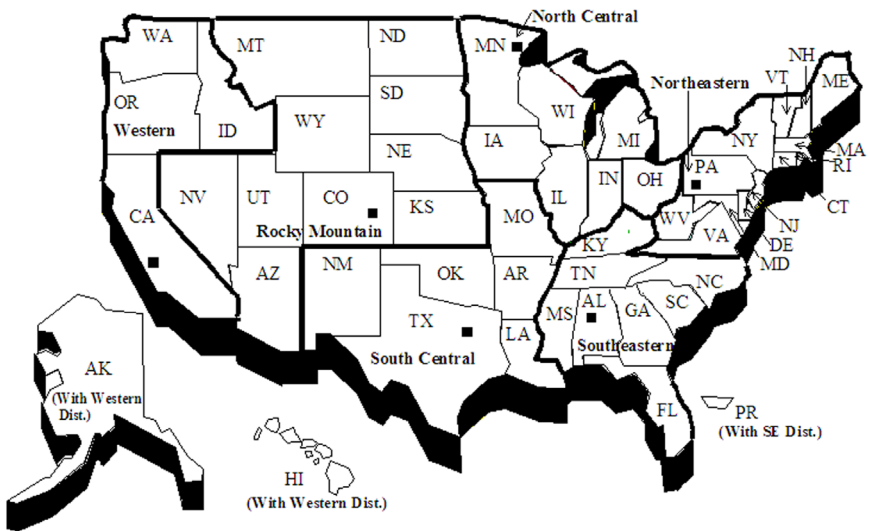 North Central
WA
MT
ND
MN
NH
Northeastern
VT
ME
OR
Western
ID
SD
WI
MI
NY
WY
IA
NE
MA
RI
PA
NV
UT
CO
IL
IN
OH
CT
CA
KS
MO
WV
VA
NJ
DE
MD
Rocky Mountain
KY
AZ
NM
OK
AR
TN
NC
SC
TX
MS
AL
GA
LA
Southeastern
South Central
AK
(With Western
Dist.)
FL
PR
(With SE Dist.)
HI
(With Western Dist.)